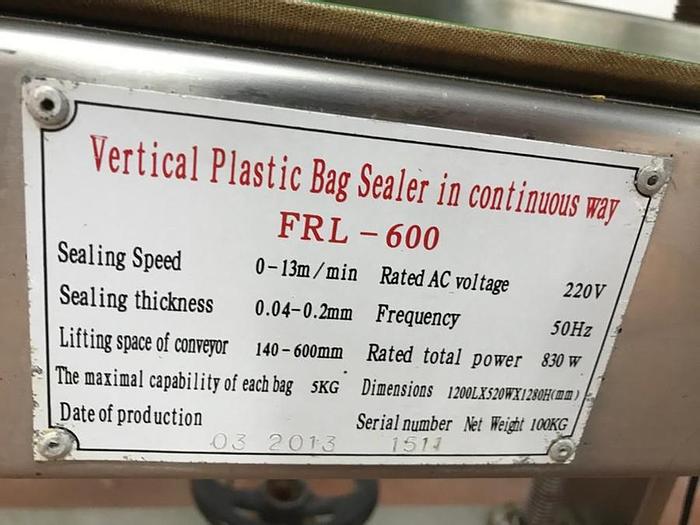 Vertical Plastic Bag Sealer in continuous way
FRL-600
Sealing Speed 0-13m/min Rated AC voltage 220V
Sealing thickness 0.04-0.2mm Frequency 50Hz
Lifting space of conveyor 140-600mm Rated total power 830 W
The maximal capability of each bag 5KG Dimensions 1200LX520WX1280H(mm)
Date of production Serial number Net Weight 100KG
03 2013 1511